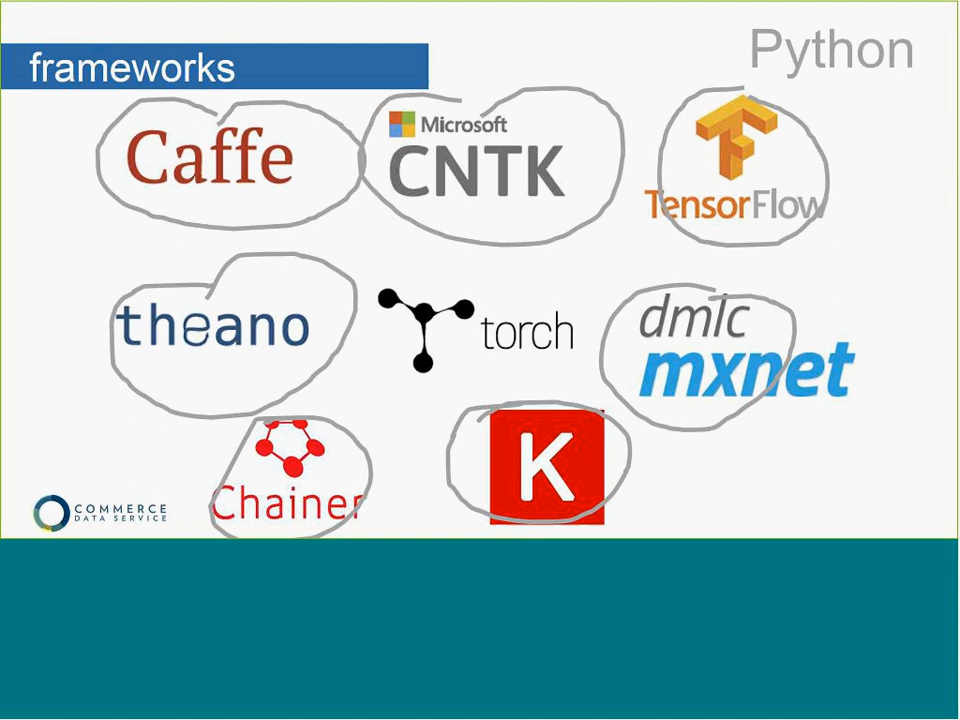 Python
frameworks
Caffe
Microsoft
CNTK
TensorFlow
theano
torch
dmlc
mxnet
Chainer
K
COMMERCE
DATA SERVICE